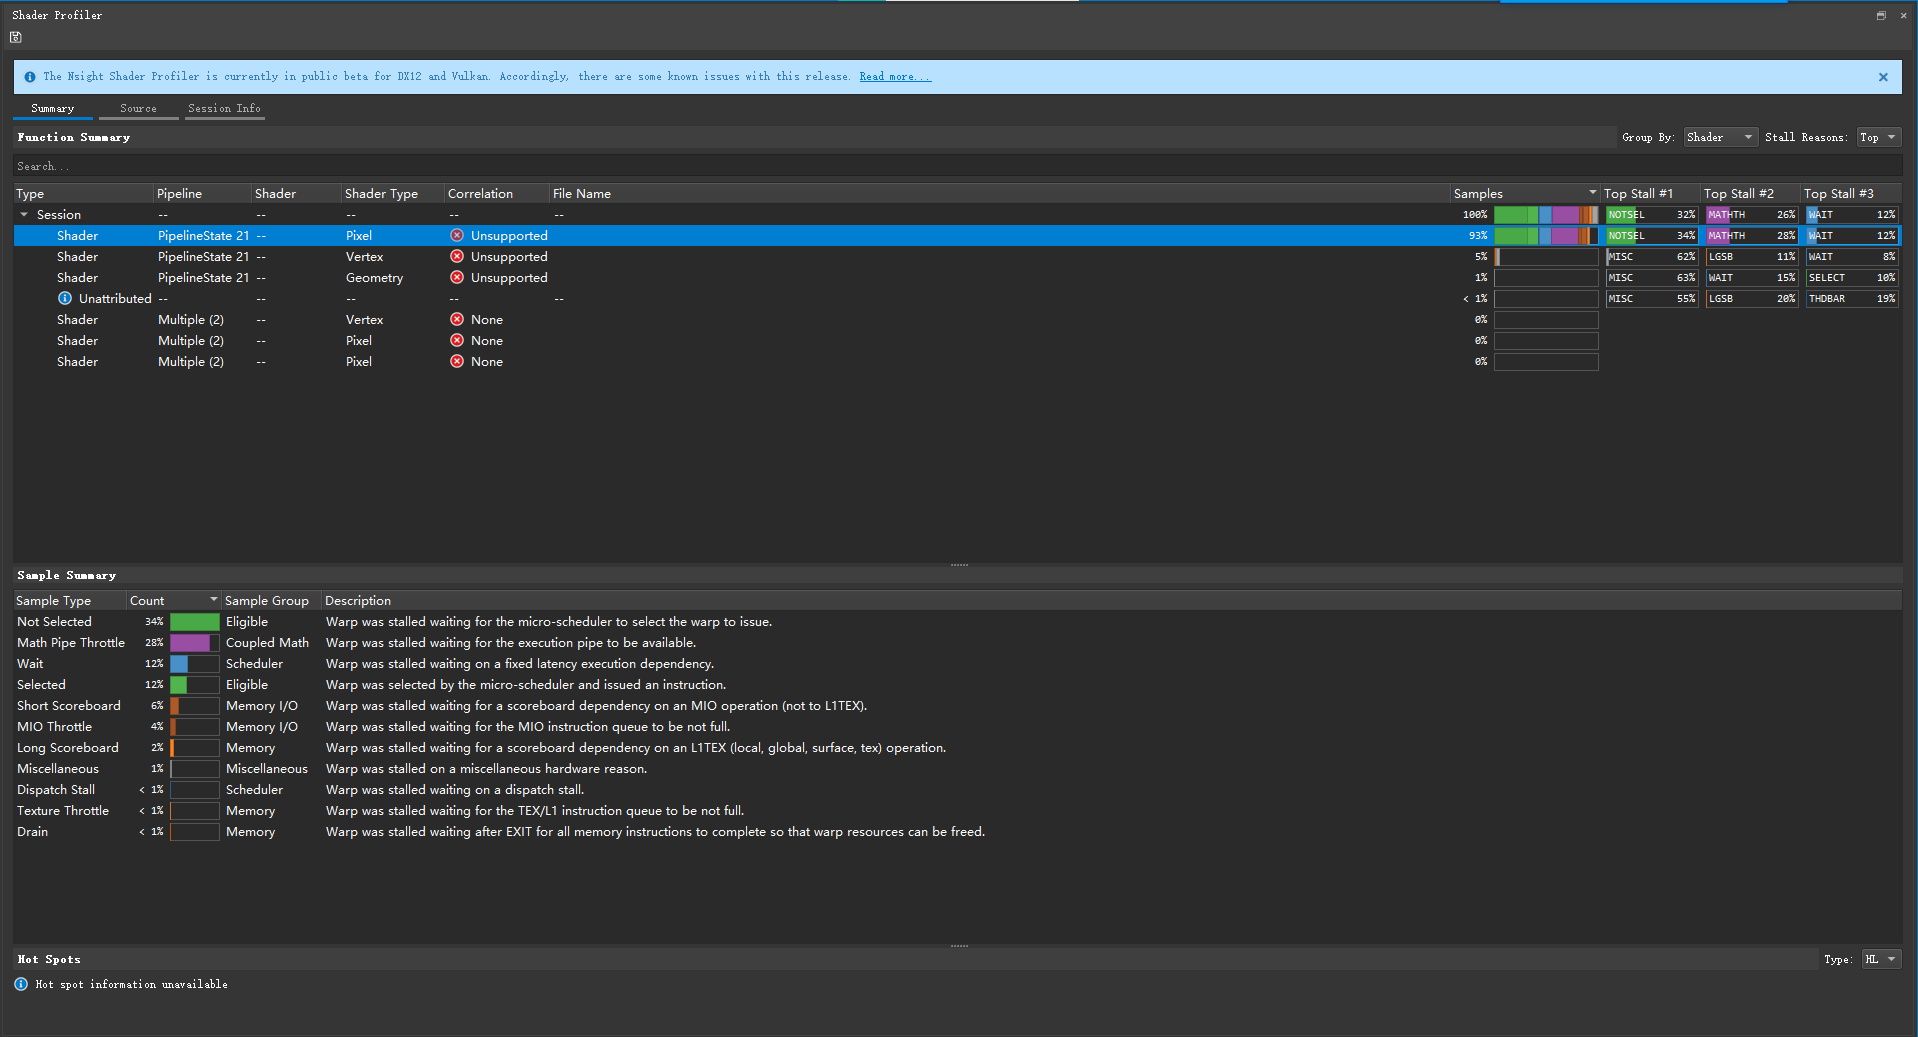 Shader Profiler
The Nsight Shader Profiler is currently in public beta for DX12 and Vulkan. Accordingly, there are some known issues with this release. Read more...
Summary Source Session Info
Function Summary Group By: Shader Stall Reasons: Top
Search...
Type Pipeline Shader Shader Type Correlation File Name Samples Top Stall #1 Top Stall #2 Top Stall #3
Session -- -- -- -- -- 100% NOTSEL 32% MATHTH 26% WAIT 12%
Shader PipelineState 21 -- Pixel Unsupported 93% NOTSEL 34% MATHTH 28% WAIT 12%
Shader PipelineState 21 -- Vertex Unsupported 5% MISC 62% LGSB 11% WAIT 8%
Shader PipelineState 21 -- Geometry Unsupported 1% MISC 63% WAIT 15% SELECT 10%
Unattributed -- -- -- -- -- < 1% MISC 55% LGSB 20% THDBAR 19%
Shader Multiple (2) -- Vertex None 0%
Shader Multiple (2) -- Pixel None 0%
Shader Multiple (2) -- Pixel None 0%
Sample Summary
Sample Type Count Sample Group Description
Not Selected 34% Eligible Warp was stalled waiting for the micro-scheduler to select the warp to issue.
Math Pipe Throttle 28% Coupled Math Warp was stalled waiting for the execution pipe to be available.
Wait 12% Scheduler Warp was stalled waiting on a fixed latency execution dependency.
Selected 12% Eligible Warp was selected by the micro-scheduler and issued an instruction.
Short Scoreboard 6% Memory I/O Warp was stalled waiting for a scoreboard dependency on an MIO operation (not to L1TEX).
MIO Throttle 4% Memory I/O Warp was stalled waiting for the MIO instruction queue to be not full.
Long Scoreboard 2% Memory Warp was stalled waiting for a scoreboard dependency on an L1TEX (local, global, surface, tex) operation.
Miscellaneous 1% Miscellaneous Warp was stalled on a miscellaneous hardware reason.
Dispatch Stall < 1% Scheduler Warp was stalled waiting on a dispatch stall.
Texture Throttle < 1% Memory Warp was stalled waiting for the TEX/L1 instruction queue to be not full.
Drain < 1% Memory Warp was stalled waiting after EXIT for all memory instructions to complete so that warp resources can be freed.
Hot Spots Type: HL
Hot spot information unavailable